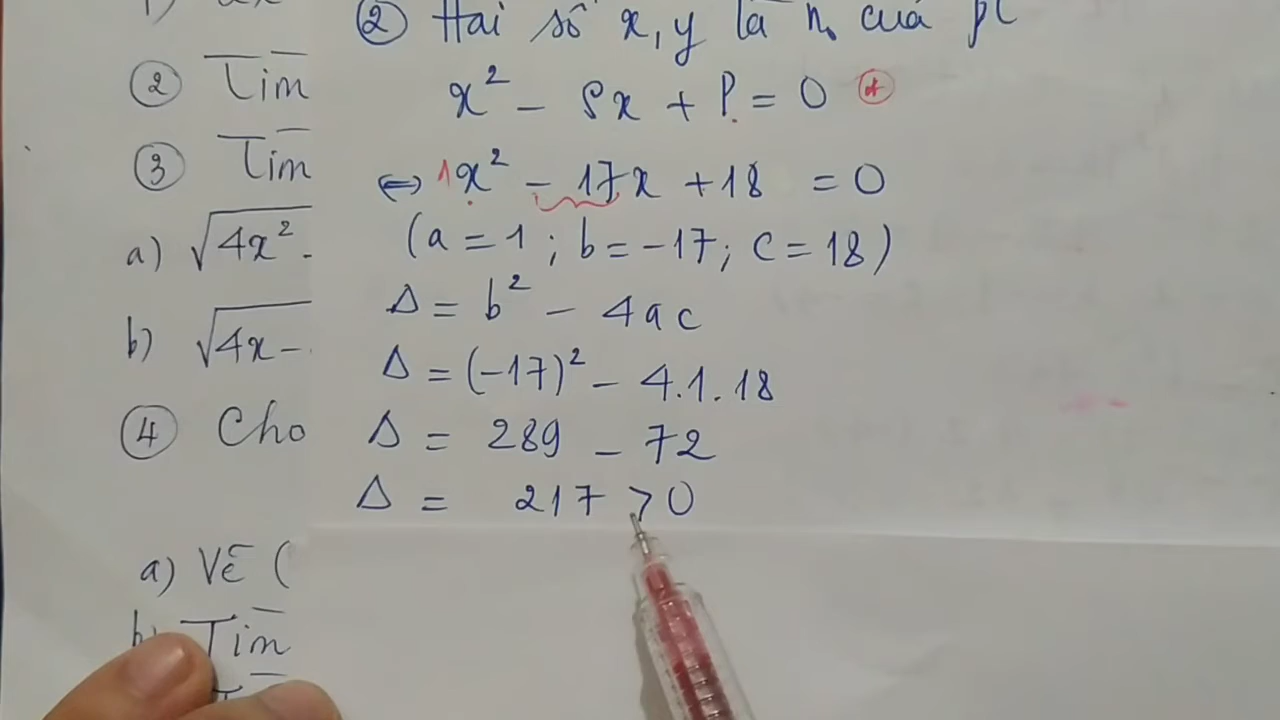 ② Hai số x, y là n₀ của pt
x² - Sx + P = 0 *
⇔ 1x² - 17x + 18 = 0
(a = 1 ; b = -17; c = 18)
Δ = b² - 4ac
Δ = (-17)² - 4.1.18
Δ = 289 - 72
Δ = 217 > 0
② Tìm
③ Tìm
a) √4x² -
b) √4x -
④ Cho
a) Vẽ (
b) Tìm